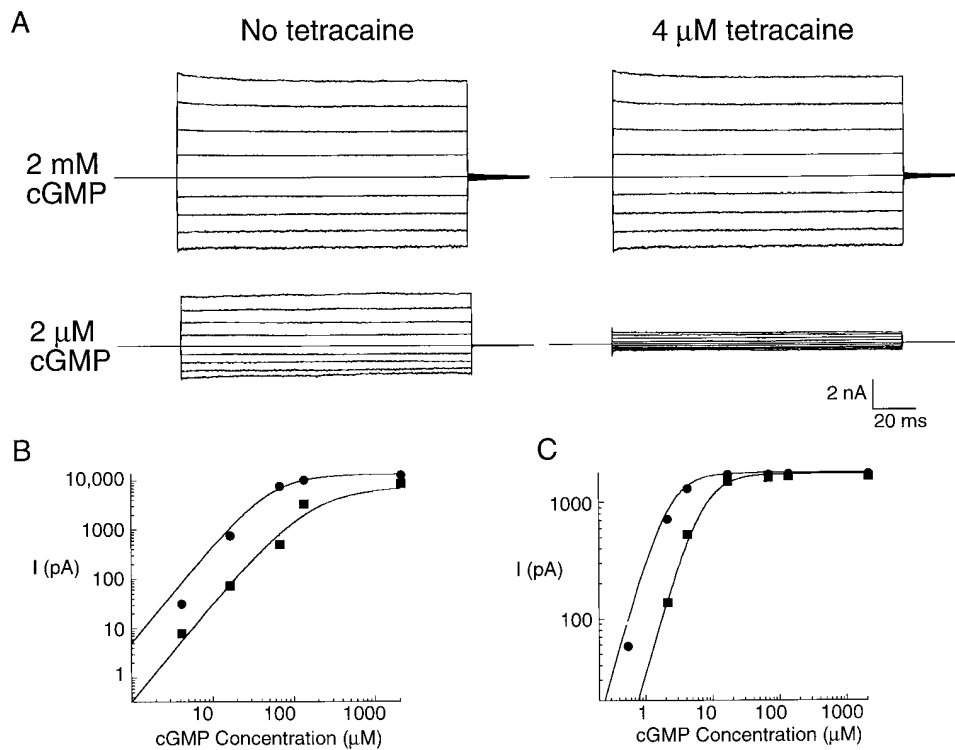 A
No tetracaine
4 μM tetracaine
2 mM
cGMP
2 μM
cGMP
2 nA
20 ms
B
10,000
1000
100
10
1
I (pA)
10
100
1000
cGMP Concentration (μM)
C
1000
100
I (pA)
1
10
100
1000
cGMP Concentration (μM)